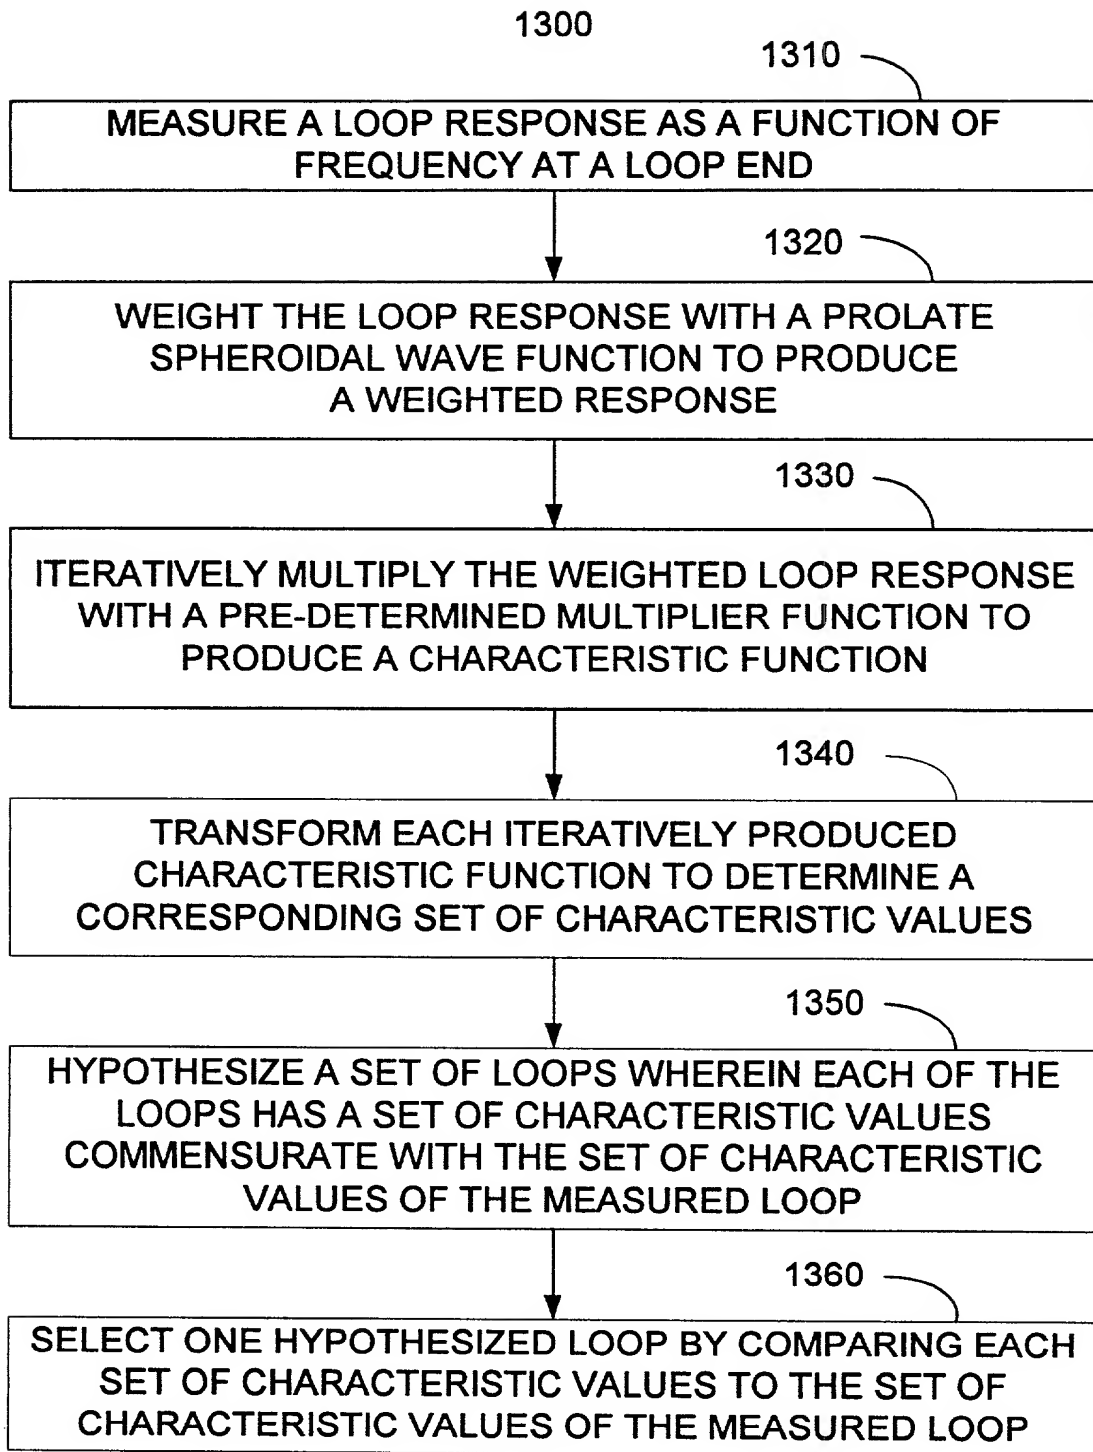 1300
1310
MEASURE A LOOP RESPONSE AS A FUNCTION OF
FREQUENCY AT A LOOP END
1320
WEIGHT THE LOOP RESPONSE WITH A PROLATE
SPHEROIDAL WAVE FUNCTION TO PRODUCE
A WEIGHTED RESPONSE
1330
ITERATIVELY MULTIPLY THE WEIGHTED LOOP RESPONSE
WITH A PRE-DETERMINED MULTIPLIER FUNCTION TO
PRODUCE A CHARACTERISTIC FUNCTION
1340
TRANSFORM EACH ITERATIVELY PRODUCED
CHARACTERISTIC FUNCTION TO DETERMINE A
CORRESPONDING SET OF CHARACTERISTIC VALUES
1350
HYPOTHESIZE A SET OF LOOPS WHEREIN EACH OF THE
LOOPS HAS A SET OF CHARACTERISTIC VALUES
COMMENSURATE WITH THE SET OF CHARACTERISTIC
VALUES OF THE MEASURED LOOP
1360
SELECT ONE HYPOTHESIZED LOOP BY COMPARING EACH
SET OF CHARACTERISTIC VALUES TO THE SET OF
CHARACTERISTIC VALUES OF THE MEASURED LOOP